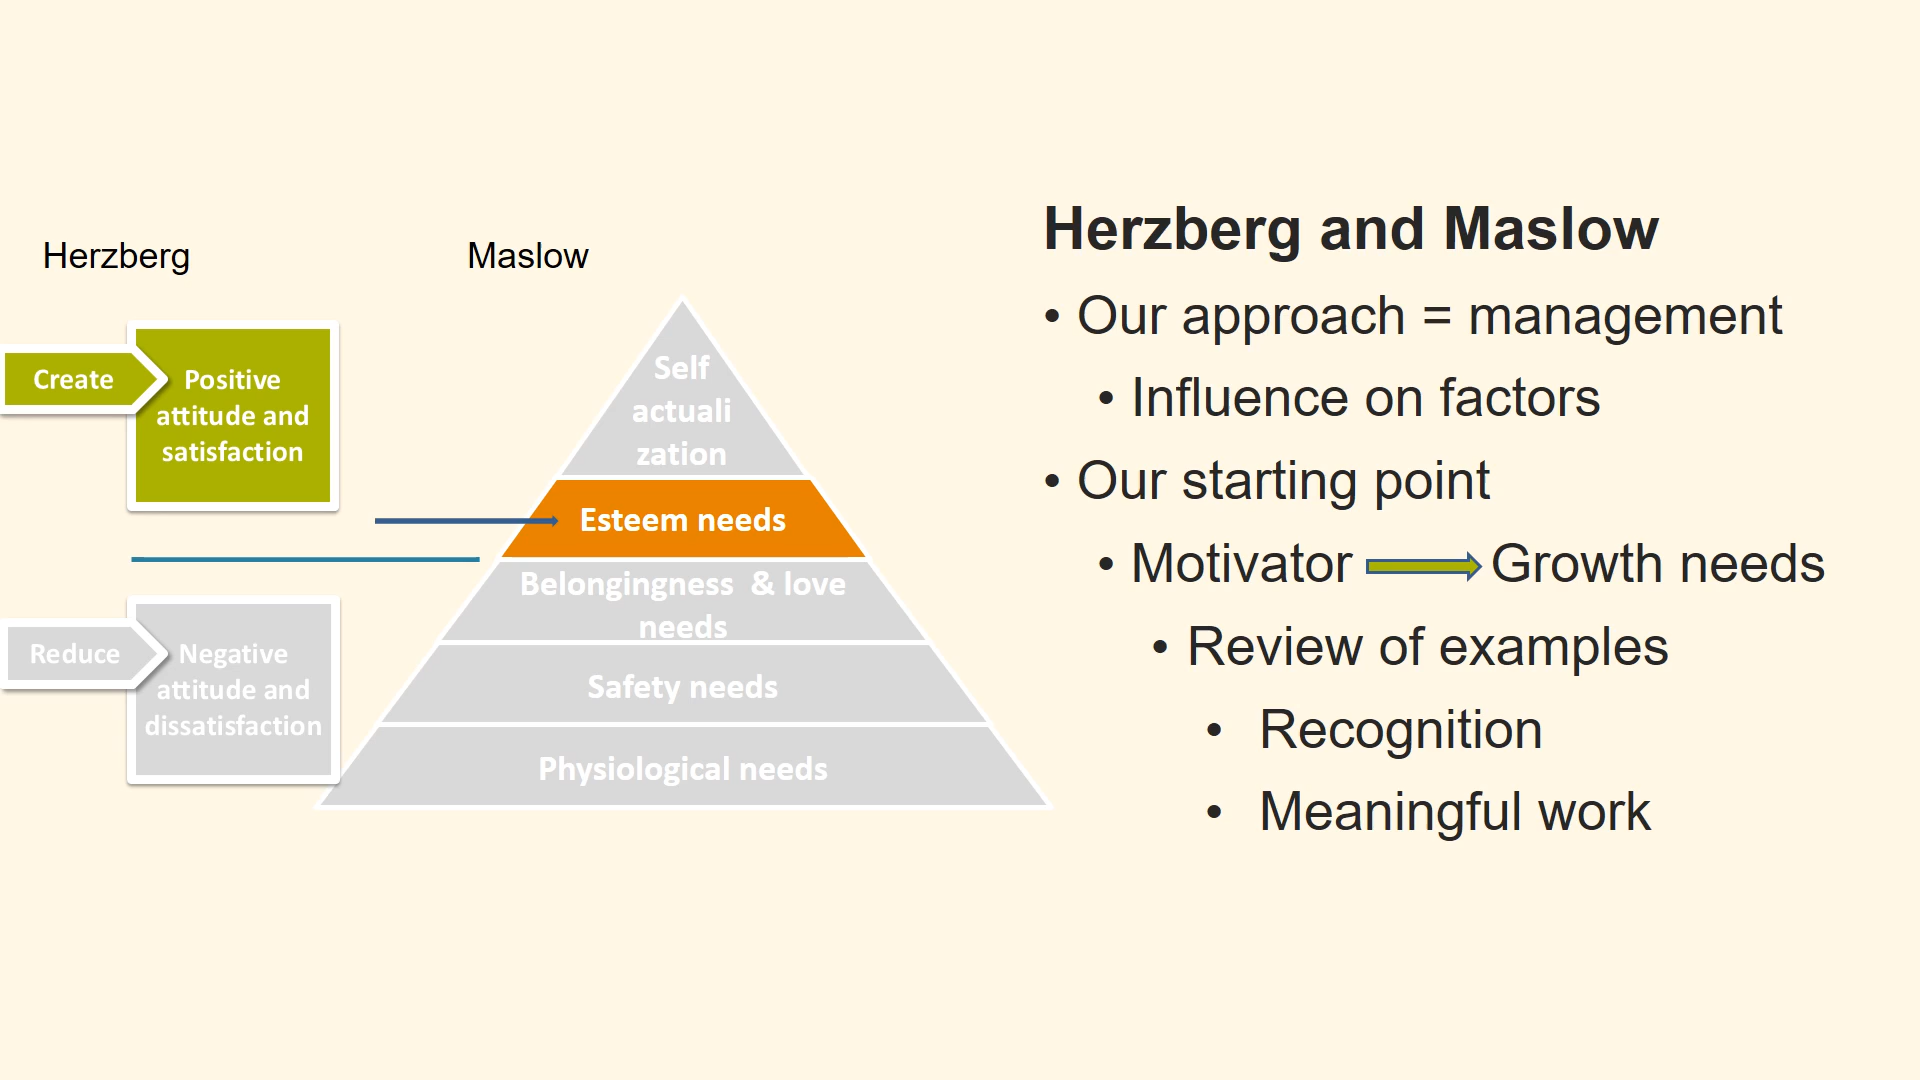 Herzberg
Maslow
Create
Positive
attitude and
satisfaction
Reduce
Negative
attitude and
dissatisfaction
Self
actuali
zation
Esteem needs
Belongingness & love
needs
Safety needs
Physiological needs
Herzberg and Maslow
• Our approach = management
• Influence on factors
• Our starting point
• Motivator Growth needs
• Review of examples
• Recognition
• Meaningful work